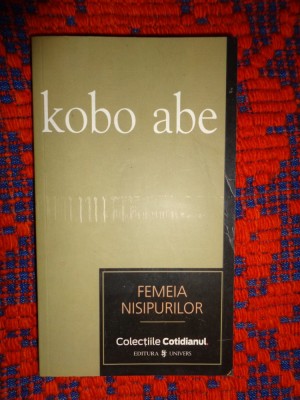 kobo abe
FEMEIA
NISIPURILOR
Colecțiile Cotidianul
EDITURA UNIVERS